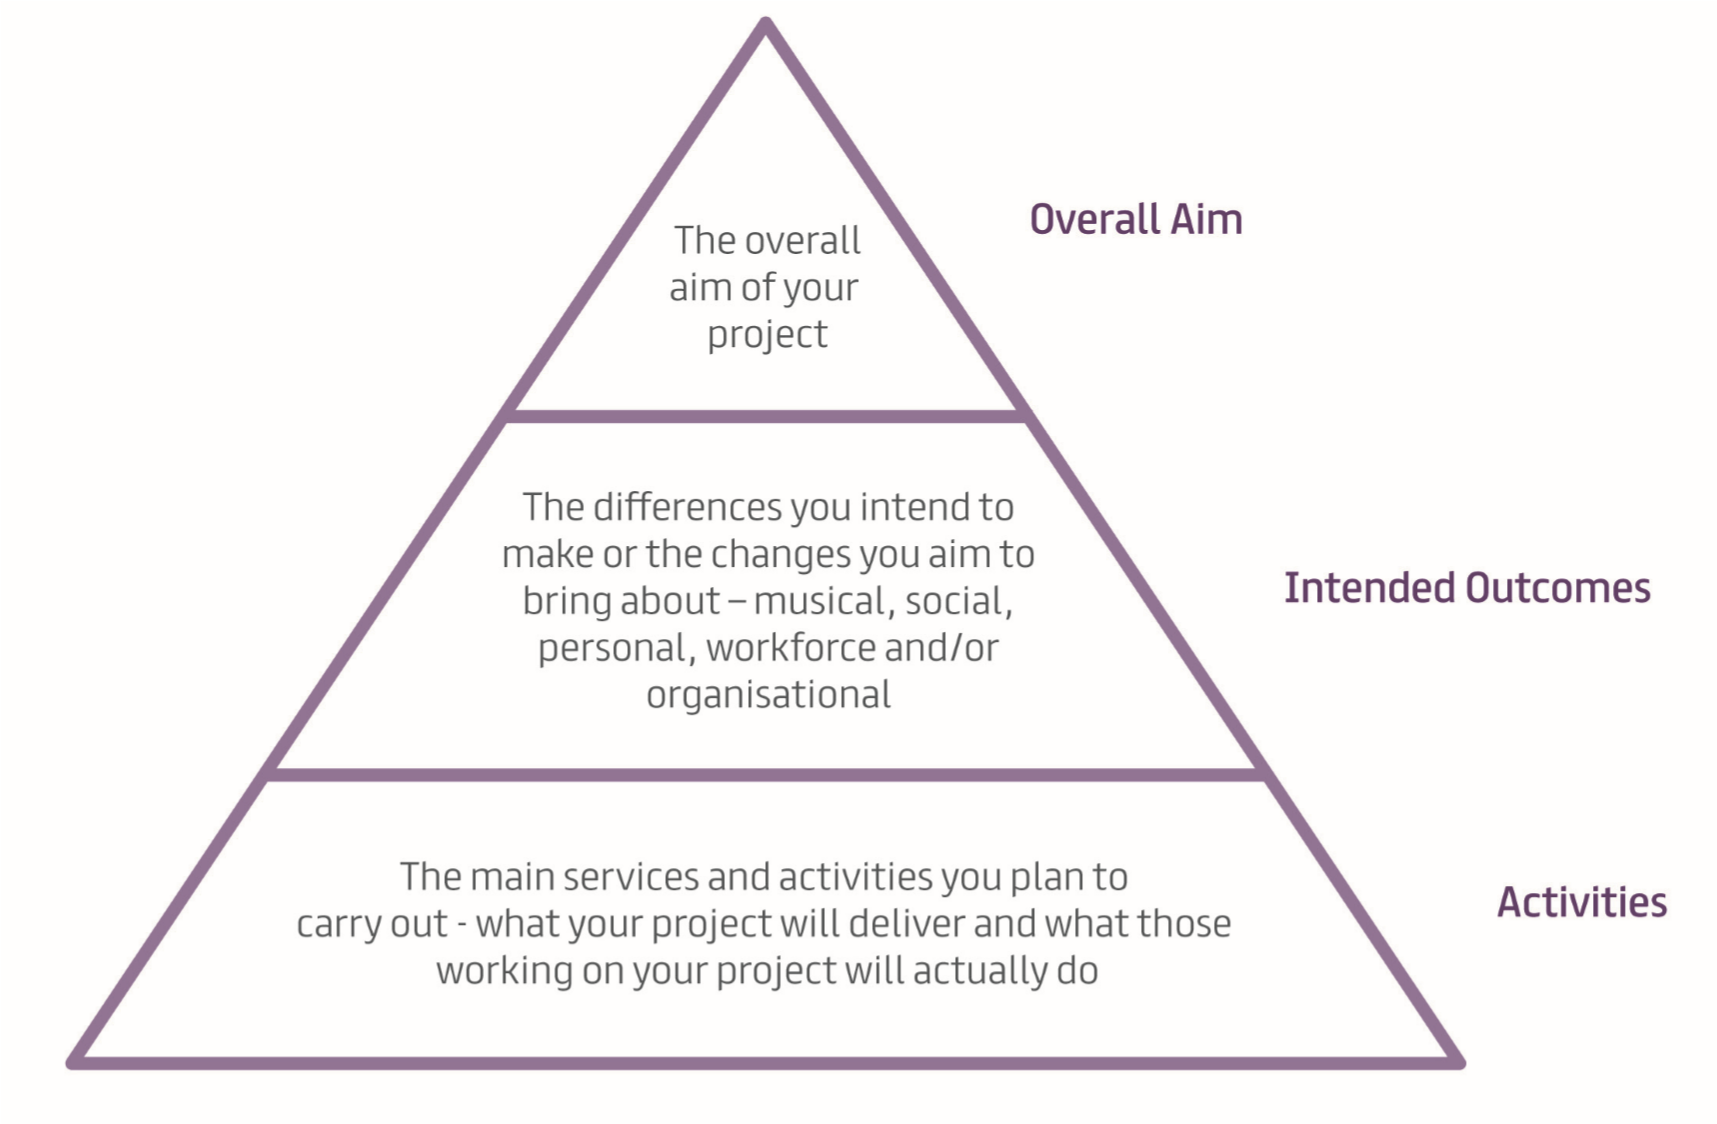 The overall
aim of your
project
Overall Aim
The differences you intend to
make or the changes you aim to
bring about – musical, social,
personal, workforce and/or
organisational
Intended Outcomes
The main services and activities you plan to
carry out - what your project will deliver and what those
working on your project will actually do
Activities